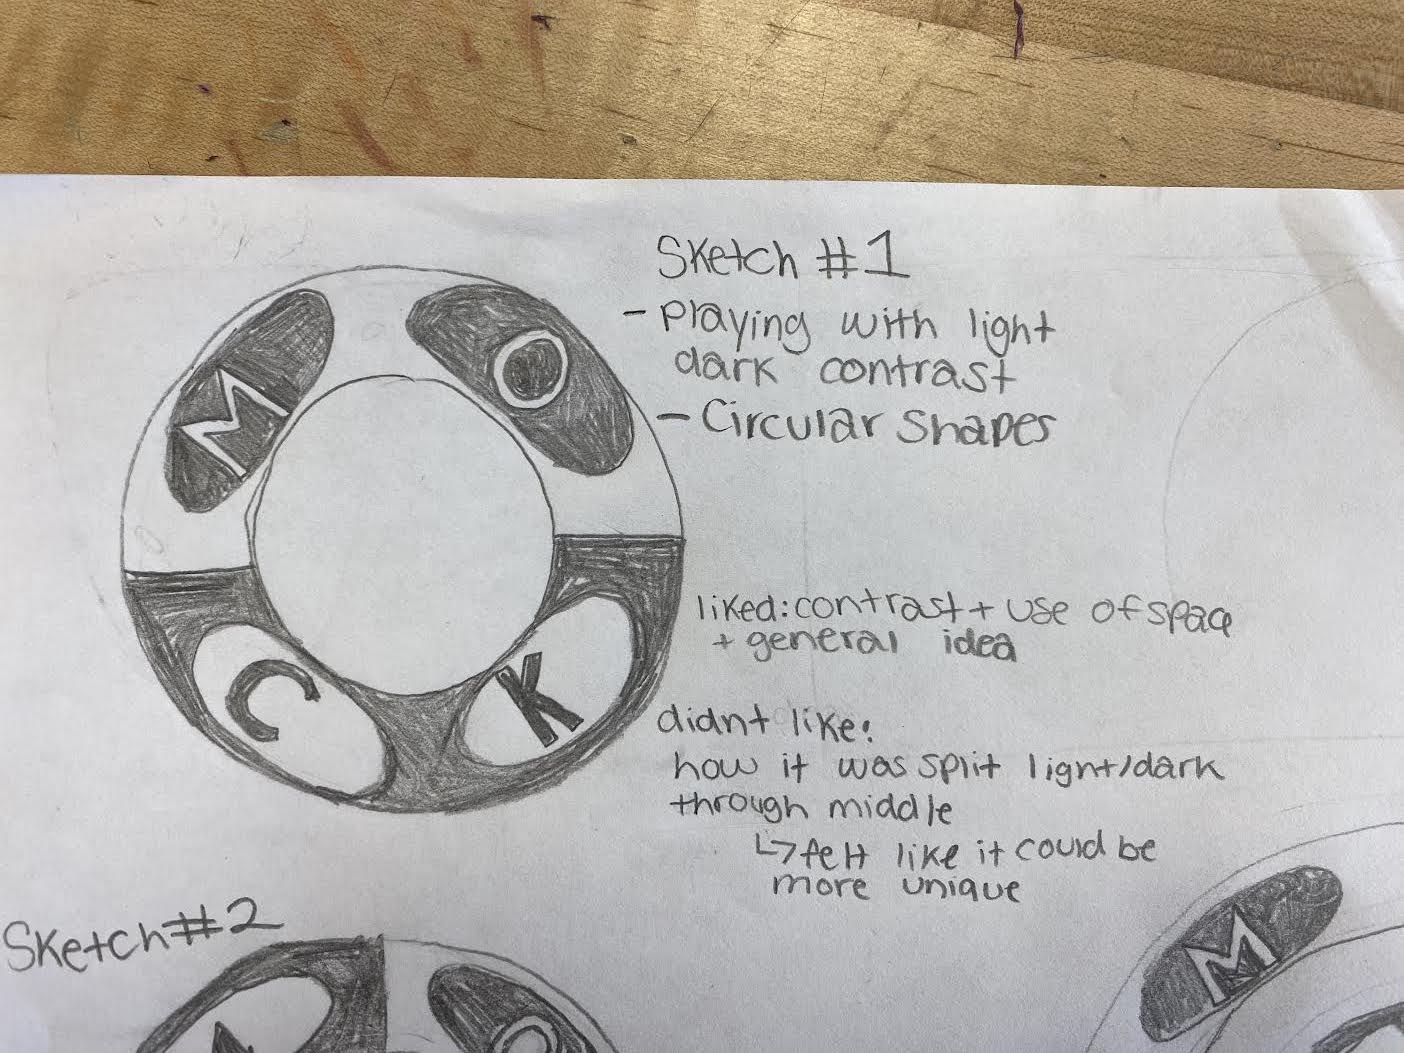 Sketch #1
- playing with light
dark contrast
- Circular shapes
M O
C K
liked: contrast + use of space
+ general idea
didnt like:
how it was split light/dark
through middle
↳ felt like it could be
more unique
Sketch #2
M